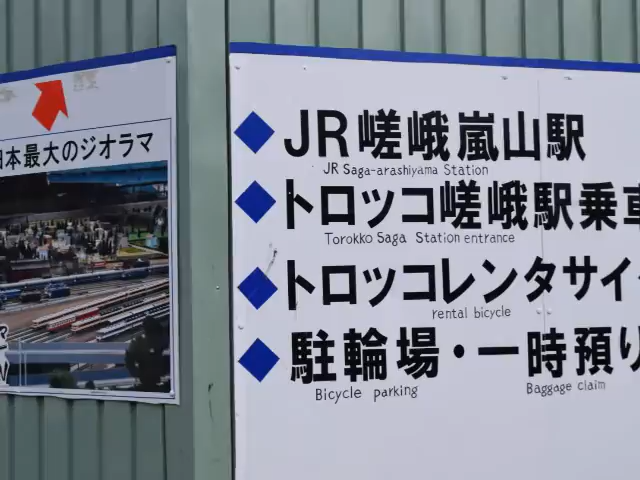 日本最大のジオラマ
JR嵯峨嵐山駅
JR Saga-arashiyama Station
トロッコ嵯峨駅乗車
Torokko Saga Station entrance
トロッコレンタサイ
rental bicycle
駐輪場・一時預り
Bicycle parking Baggage claim